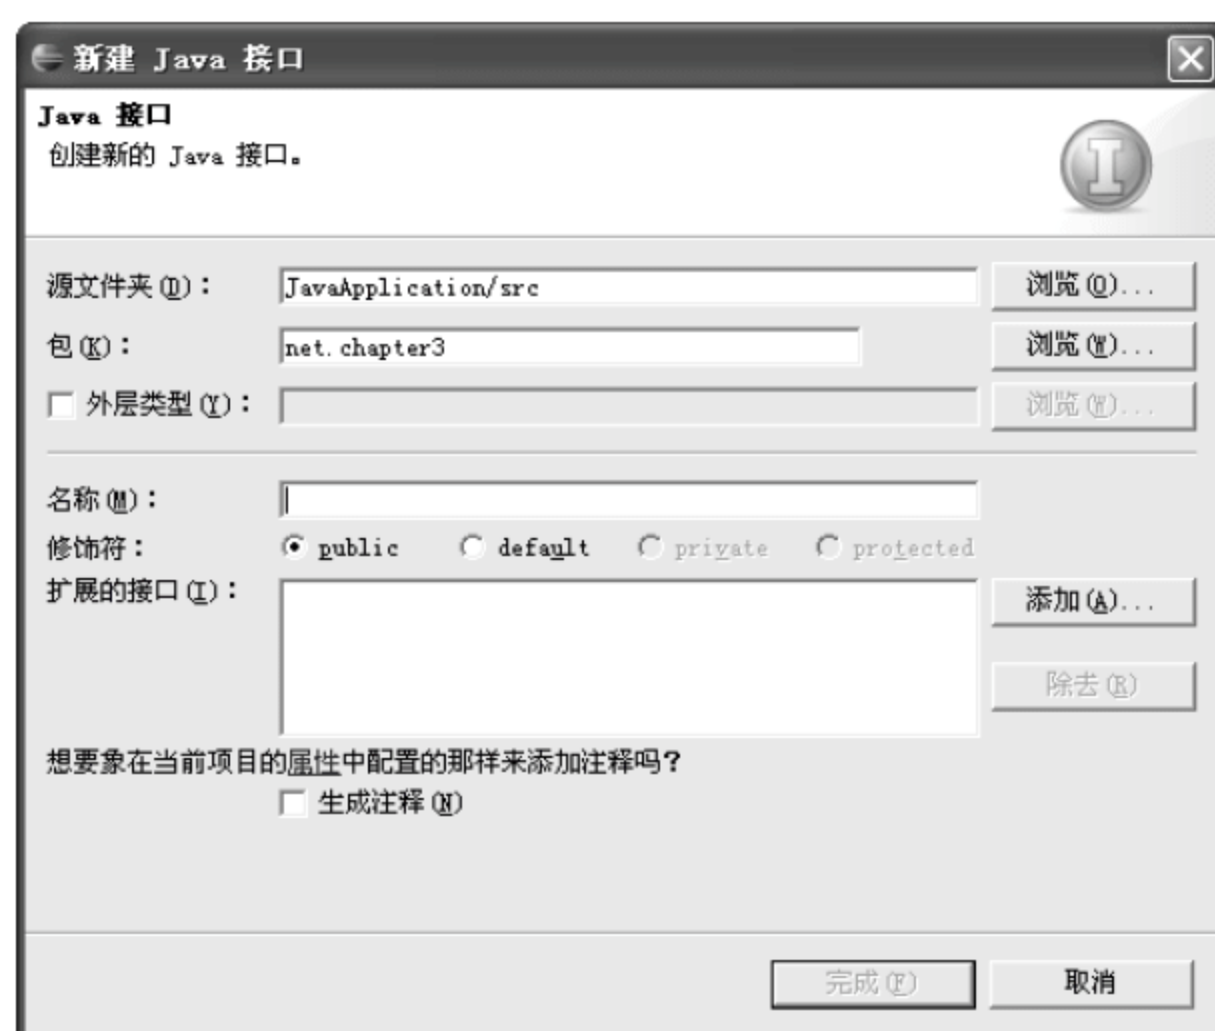 新建 Java 接口
Java 接口
创建新的 Java 接口。
源文件夹(D)： JavaApplication/src 浏览(O)...
包(K)： net.chapter3 浏览(W)...
外层类型(Y)： 浏览(W)...
名称(M)：
修饰符： public default private protected
扩展的接口(I)： 添加(A)...
除去(R)
想要象在当前项目的属性中配置的那样来添加注释吗？
生成注释(N)
完成(F) 取消